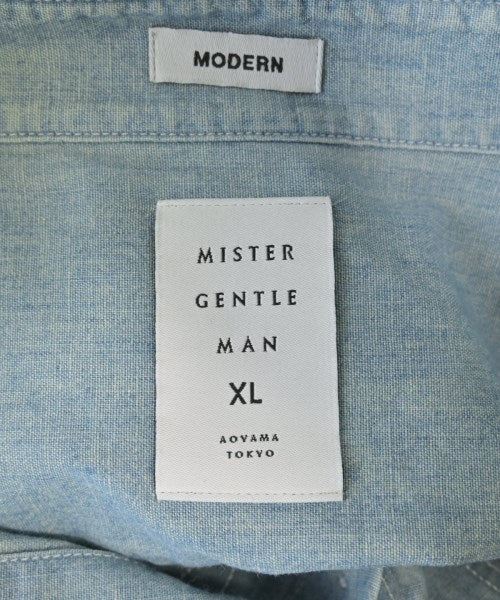 MODERN
MISTER
GENTLE
MAN
XL
AOYAMA
TOKYO